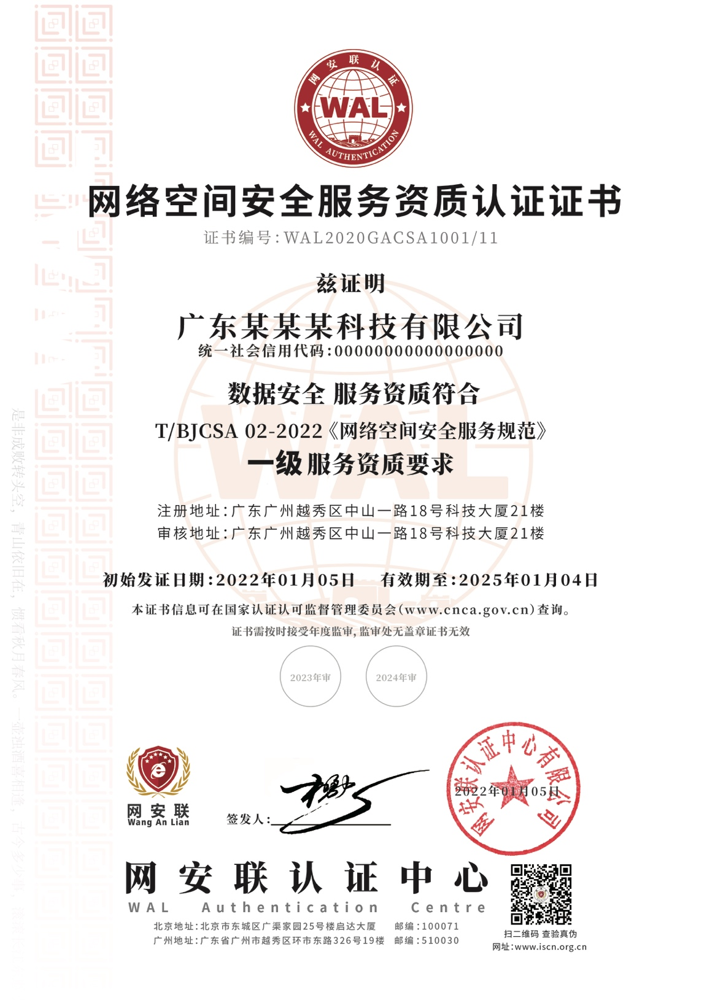 网安联认证
WAL
WAL AUTHENTICATION
网络空间安全服务资质认证证书
证书编号：WAL2020GACSA1001/11
兹证明
广东某某某科技有限公司
统一社会信用代码：000000000000000000
数据安全 服务资质符合
T/BJCSA 02-2022《网络空间安全服务规范》
一级 服务资质要求
WAL
注册地址：广东广州越秀区中山一路18号科技大厦21楼
审核地址：广东广州越秀区中山一路18号科技大厦21楼
初始发证日期：2022年01月05日 有效期至：2025年01月04日
本证书信息可在国家认证认可监督管理委员会（www.cnca.gov.cn）查询。
证书需按时接受年度监审，监审处无盖章证书无效
2023年审 2024年审
是非成败转头空，青山依旧在，惯看秋月春风。一壶浊酒喜相逢，古今多少事，
网安联
Wang An Lian
签发人：
网安联认证中心有限公司
2022年01月05日
网安联认证中心
WAL Authentication Centre
北京地址：北京市东城区广渠家园25号楼启达大厦 邮编：100071
广州地址：广东省广州市越秀区环市东路326号19楼 邮编：510030
扫二维码 查验真伪
网址：www.iscn.org.cn